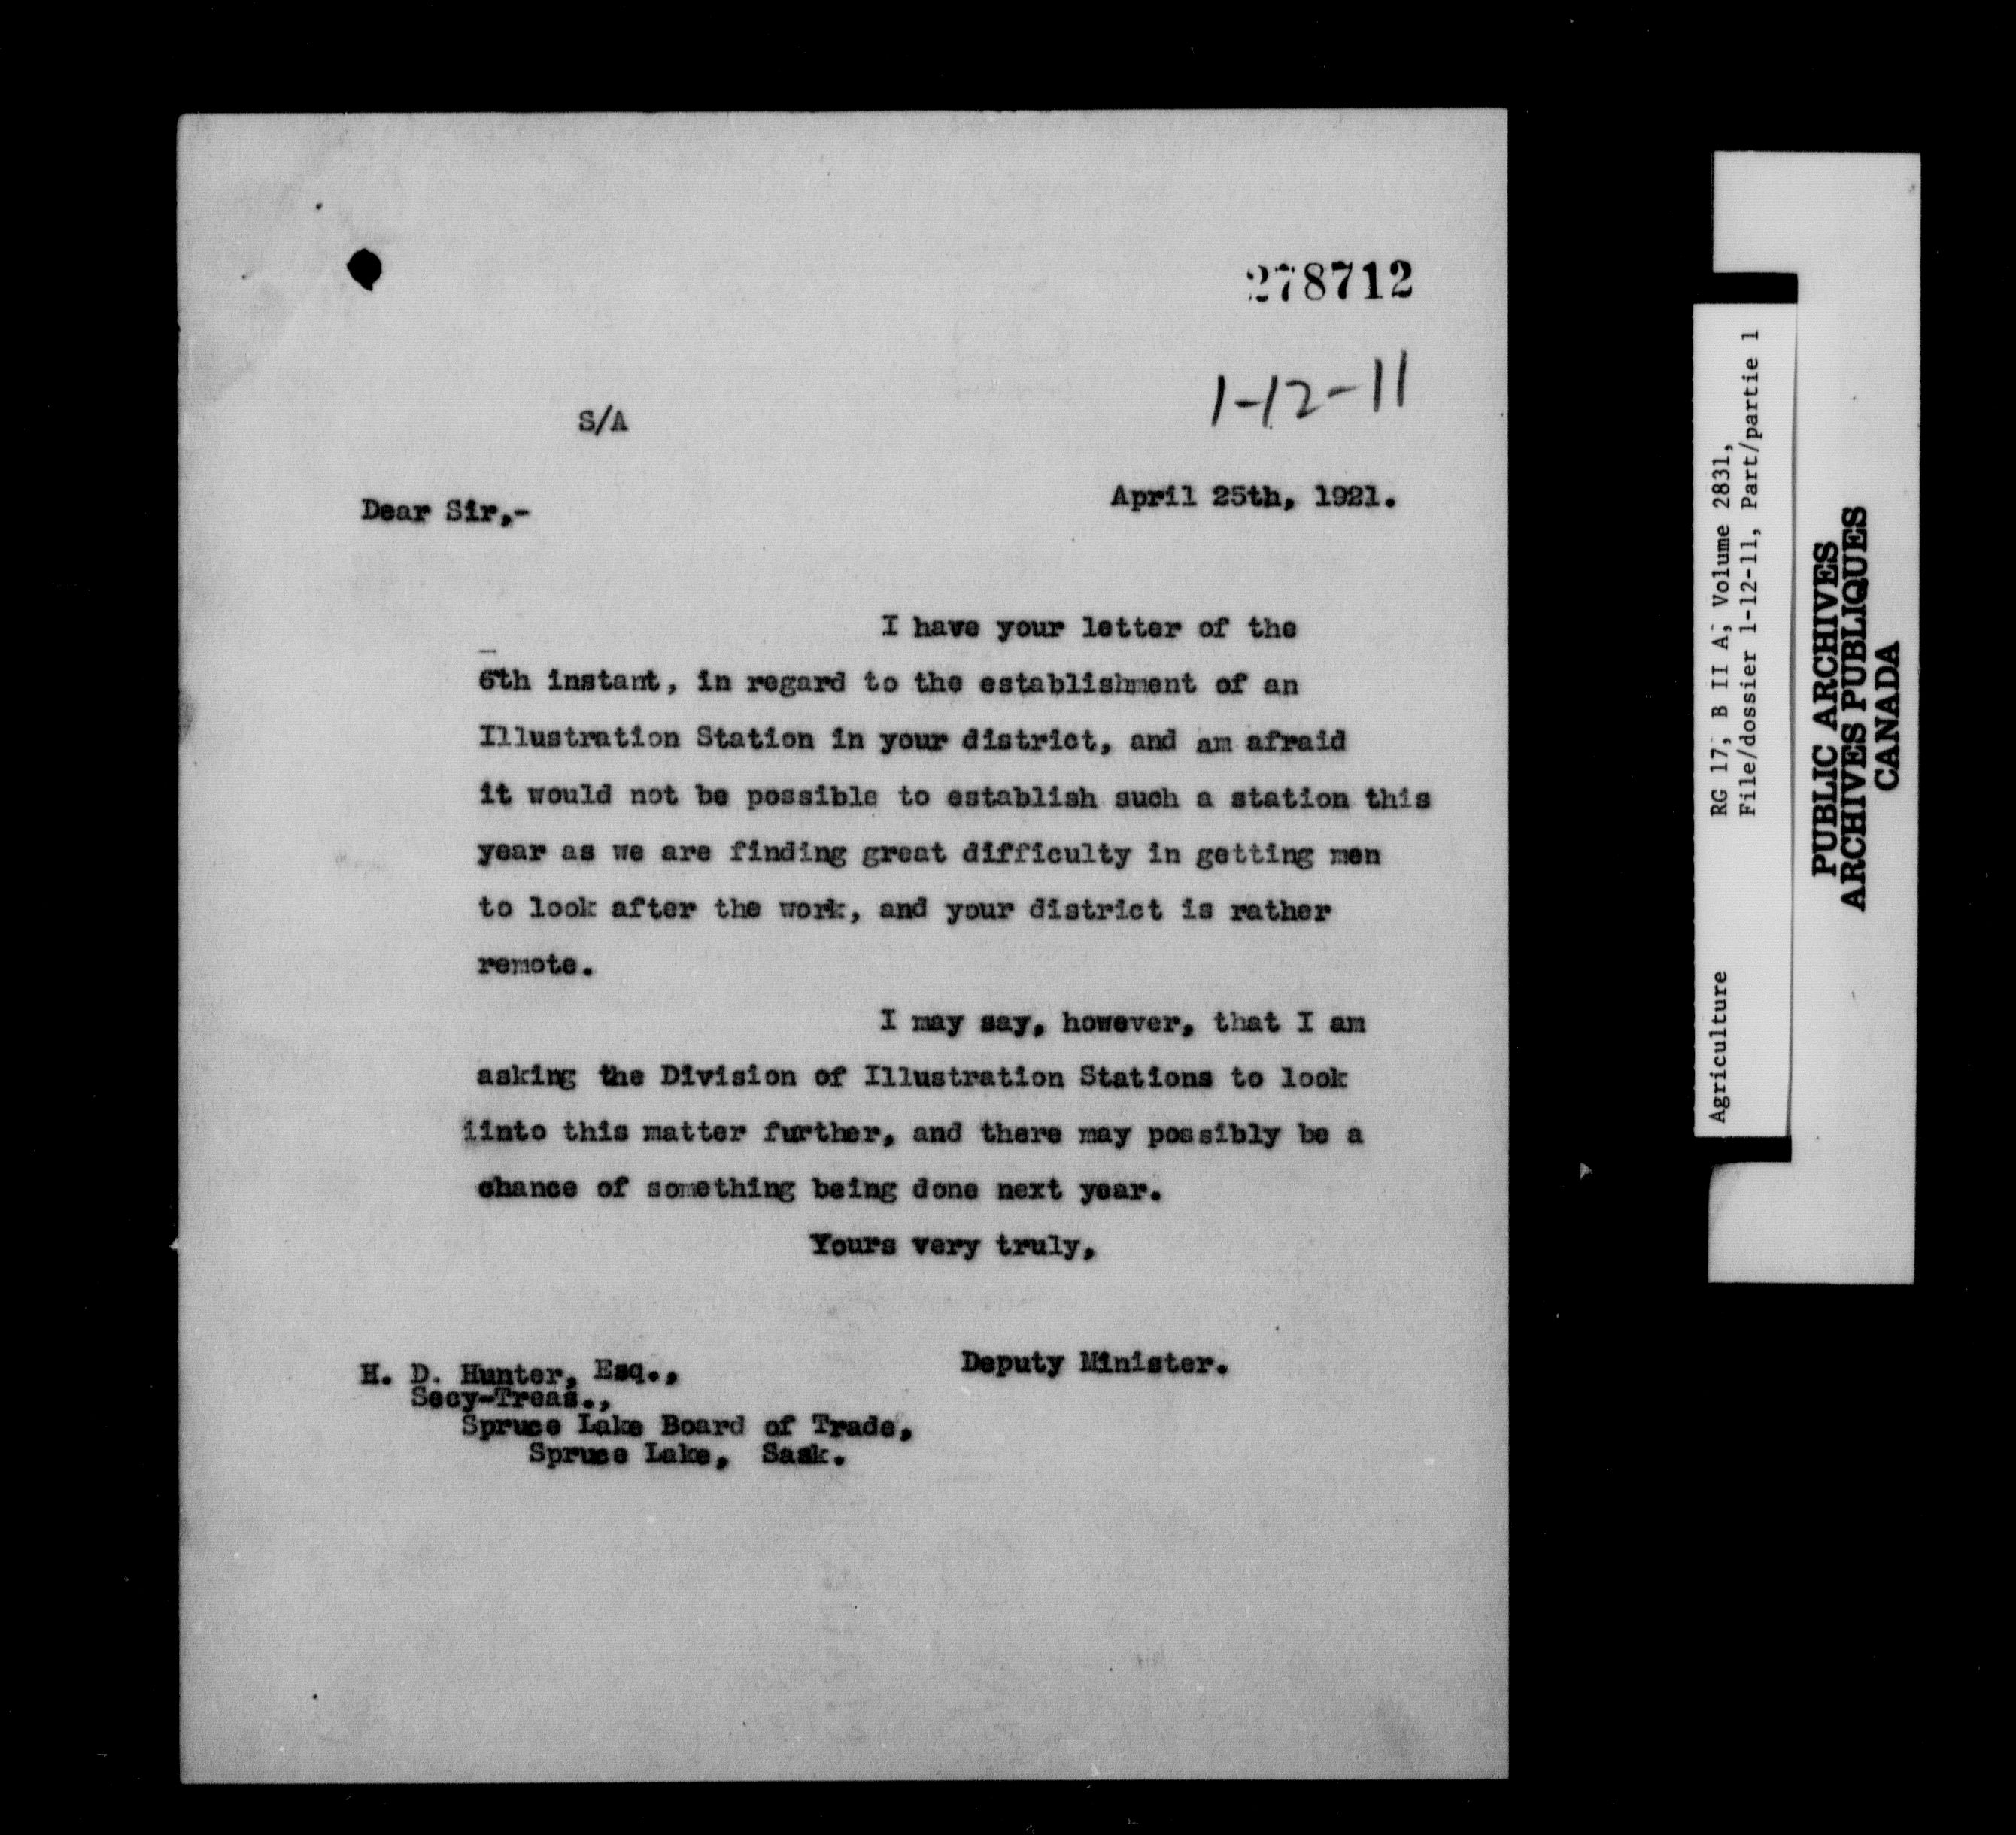 278712
1-12-11
S/A
April 25th, 1921.
Dear Sir,-
I have your letter of the
6th instant, in regard to the establishment of an
Illustration Station in your district, and am afraid
it would not be possible to establish such a station this
year as we are finding great difficulty in getting men
to look after the work, and your district is rather
remote.
I may say, however, that I am
asking the Division of Illustration Stations to look
iinto this matter further, and there may possibly be a
chance of something being done next year.
Yours very truly,
Deputy Minister.
H. D. Hunter, Esq.,
Secy-Treas.,
Spruce Lake Board of Trade,
Spruce Lake, Sask.
Agriculture RG 17, B II A, Volume 2831,
File/dossier 1-12-11, Part/partie 1
PUBLIC ARCHIVES
ARCHIVES PUBLIQUES
CANADA